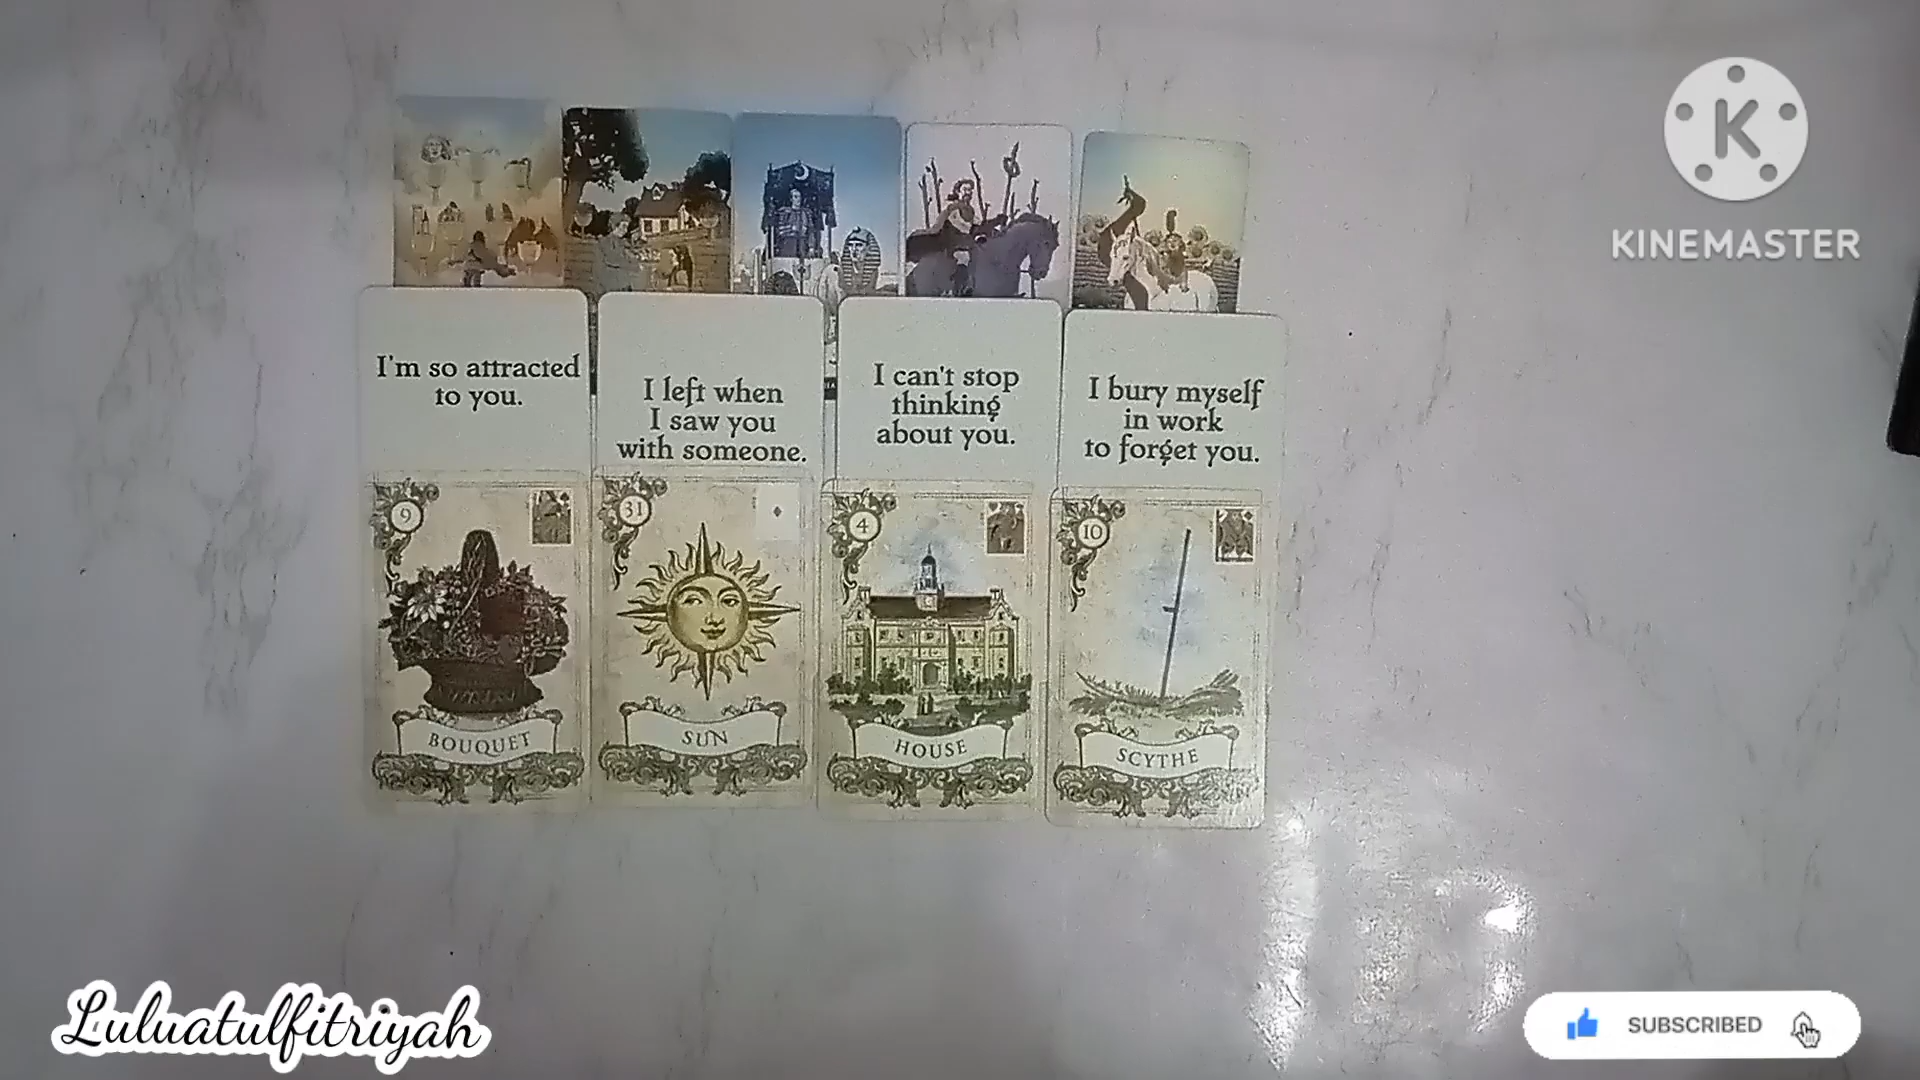 K
KINEMASTER
I'm so attracted
to you.
I left when
I saw you
with someone.
I can't stop
thinking
about you.
I bury myself
in work
to forget you.
9
31
4
10
BOUQUET
SUN
HOUSE
SCYTHE
Luluatulfitriyah
SUBSCRIBED